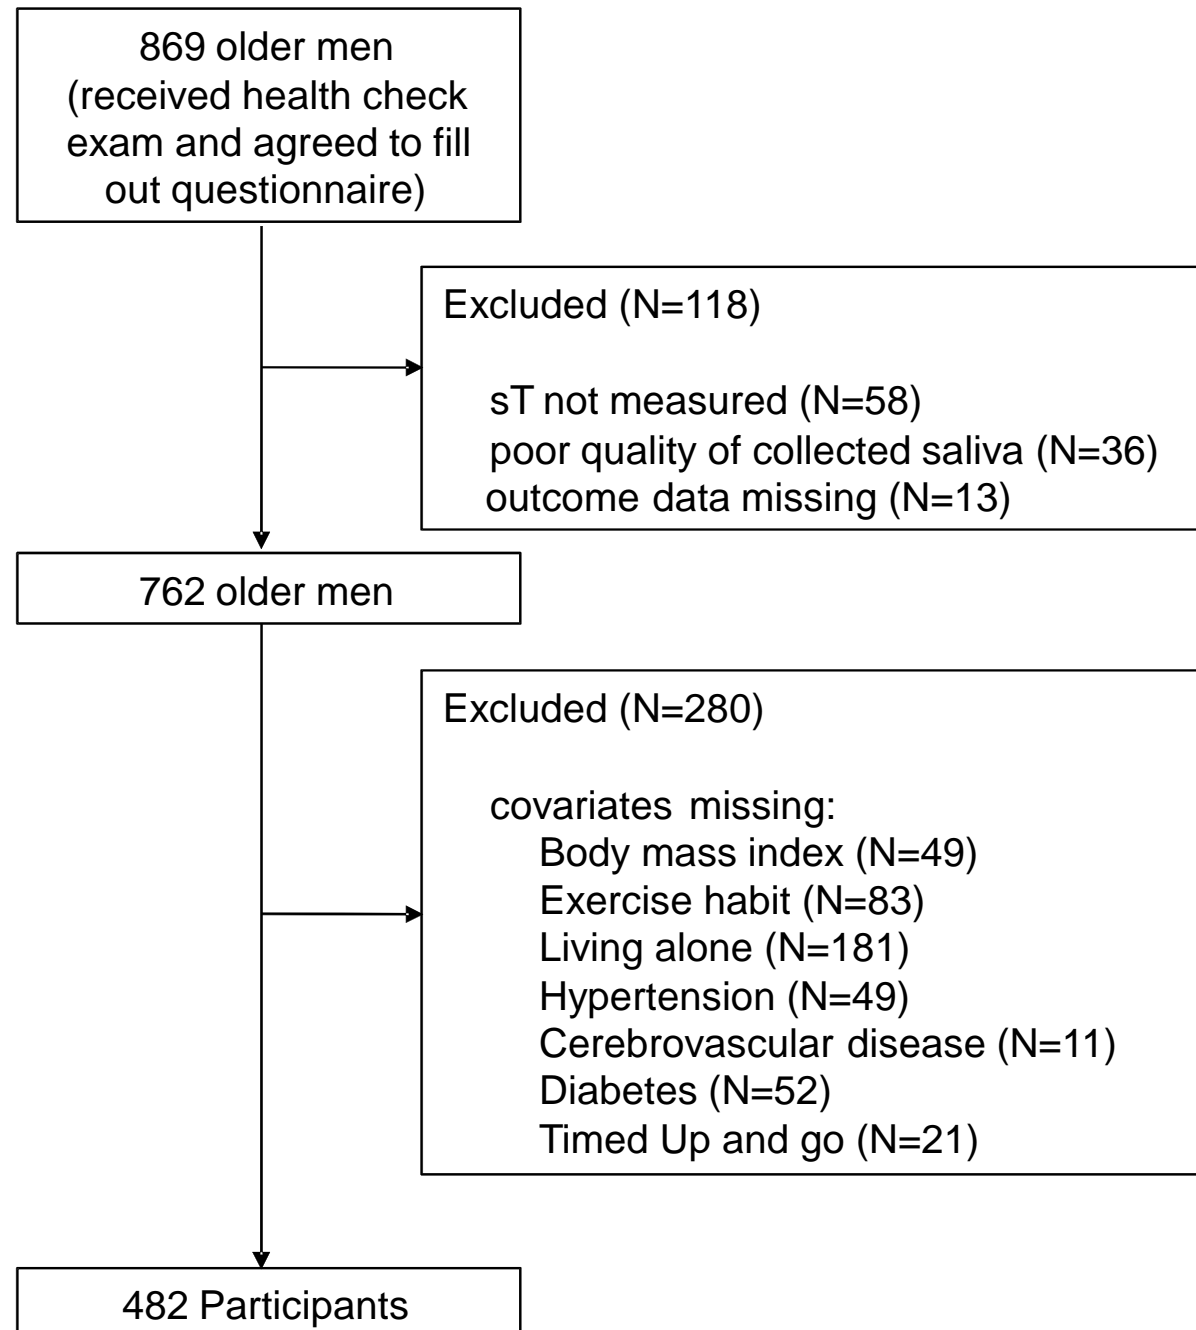 869 older men
(received health check
exam and agreed to fill
out questionnaire)
Excluded (N=118)
sT not measured (N=58)
poor quality of collected saliva (N=36)
outcome data missing (N=13)
762 older men
Excluded (N=280)
covariates missing:
Body mass index (N=49)
Exercise habit (N=83)
Living alone (N=181)
Hypertension (N=49)
Cerebrovascular disease (N=11)
Diabetes (N=52)
Timed Up and go (N=21)
482 Participants